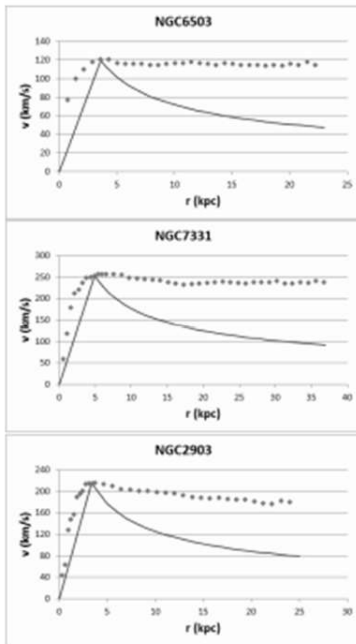 NGC6503
140
120
100
80
60
40
20
0
v (km/s)
0 5 10 15 20 25
r (kpc)
NGC7331
300
250
200
150
100
50
0
v (km/s)
0 5 10 15 20 25 30 35 40
r (kpc)
NGC2903
240
200
160
120
80
40
0
v (km/s)
0 5 10 15 20 25 30
r (kpc)